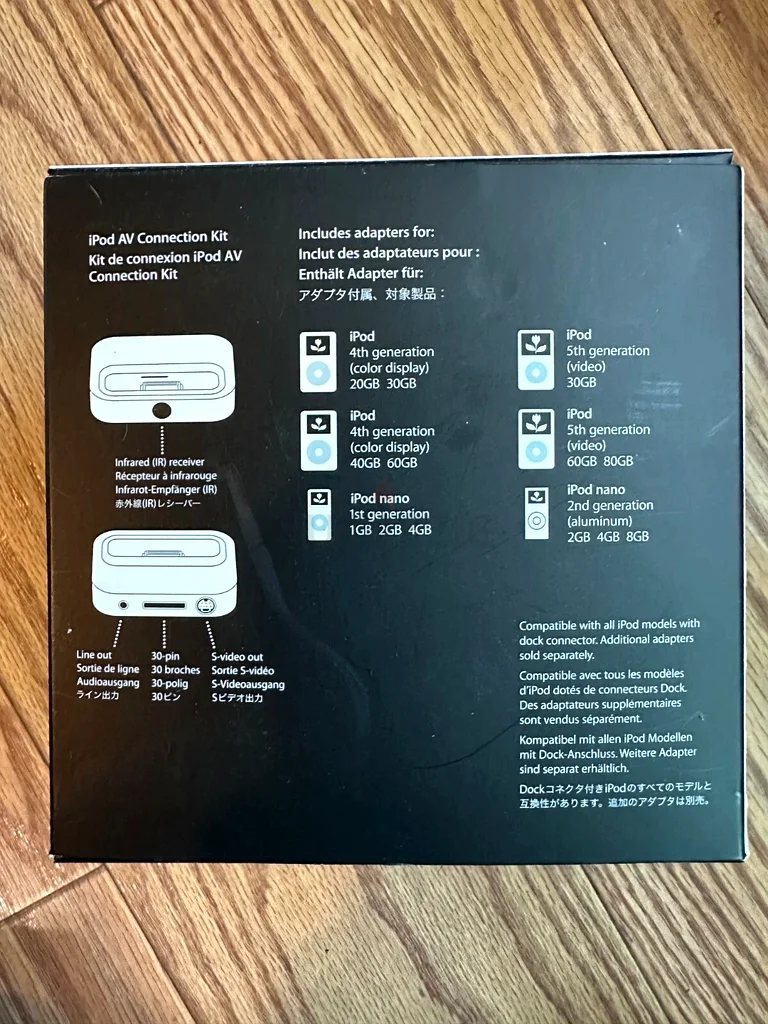 iPod AV Connection Kit
Kit de connexion iPod AV
Connection Kit
Includes adapters for:
Inclut des adaptateurs pour :
Enthält Adapter für:
アダプタ付属、対象製品：
iPod
4th generation
(color display)
20GB 30GB
iPod
5th generation
(video)
30GB
iPod
4th generation
(color display)
40GB 60GB
iPod
5th generation
(video)
60GB 80GB
iPod nano
1st generation
1GB 2GB 4GB
iPod nano
2nd generation
(aluminum)
2GB 4GB 8GB
Infrared (IR) receiver
Récepteur à infrarouge
Infrarot-Empfänger (IR)
赤外線(IR)レシーバー
Line out
Sortie de ligne
Audioausgang
ライン出力
30-pin
30 broches
30-polig
30ピン
S-video out
Sortie S-vidéo
S-Videoausgang
Sビデオ出力
Compatible with all iPod models with
dock connector. Additional adapters
sold separately.
Compatible avec tous les modèles
d'iPod dotés de connecteurs Dock.
Des adaptateurs supplémentaires
sont vendus séparément.
Kompatibel mit allen iPod Modellen
mit Dock-Anschluss. Weitere Adapter
sind separat erhältlich.
Dockコネクタ付きiPodのすべてのモデルと
互換性があります。追加のアダプタは別売。